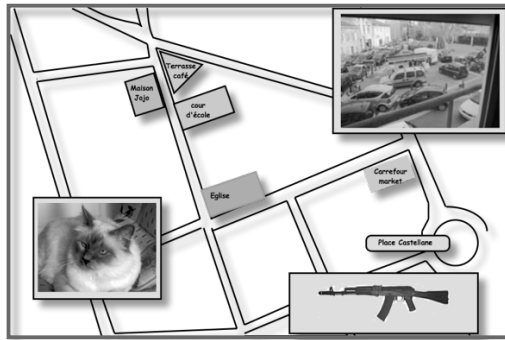 Terrasse
café
Maison
Jojo
cour
d'école
Carrefour
market
Eglise
Place Castellane